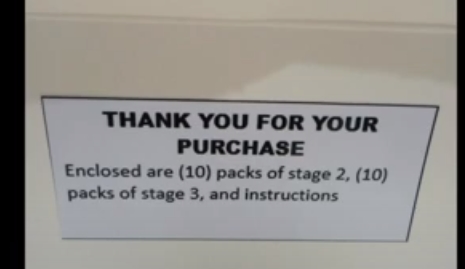 THANK YOU FOR YOUR
PURCHASE
Enclosed are (10) packs of stage 2, (10)
packs of stage 3, and instructions